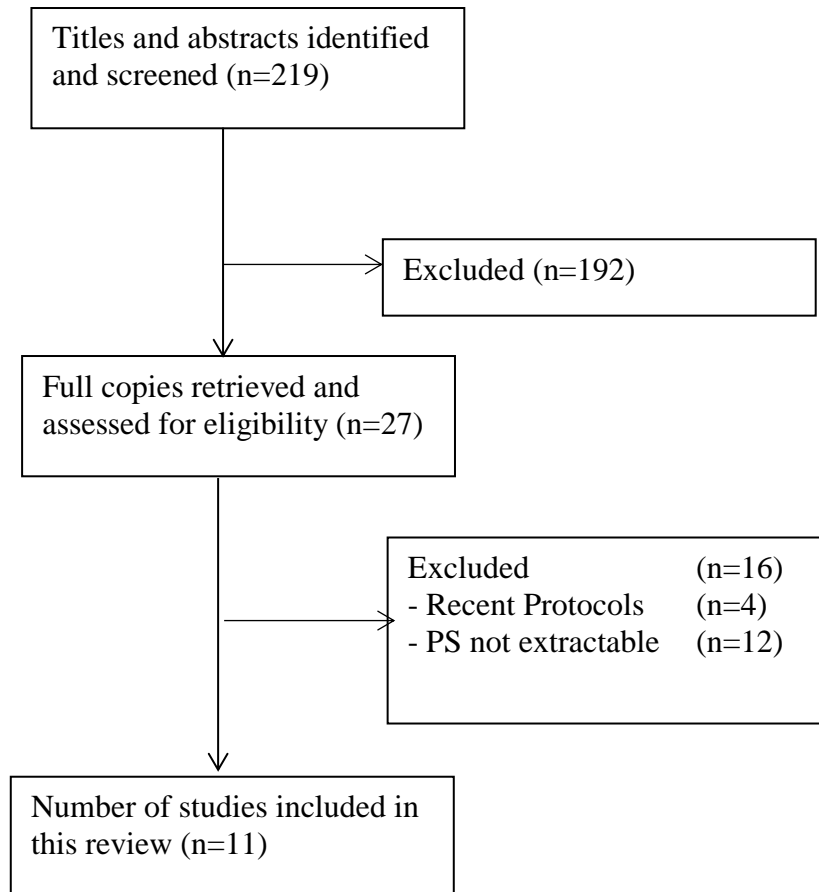 Titles and abstracts identified
and screened (n=219)
Excluded (n=192)
Full copies retrieved and
assessed for eligibility (n=27)
Excluded (n=16)
- Recent Protocols (n=4)
- PS not extractable (n=12)
Number of studies included in
this review (n=11)